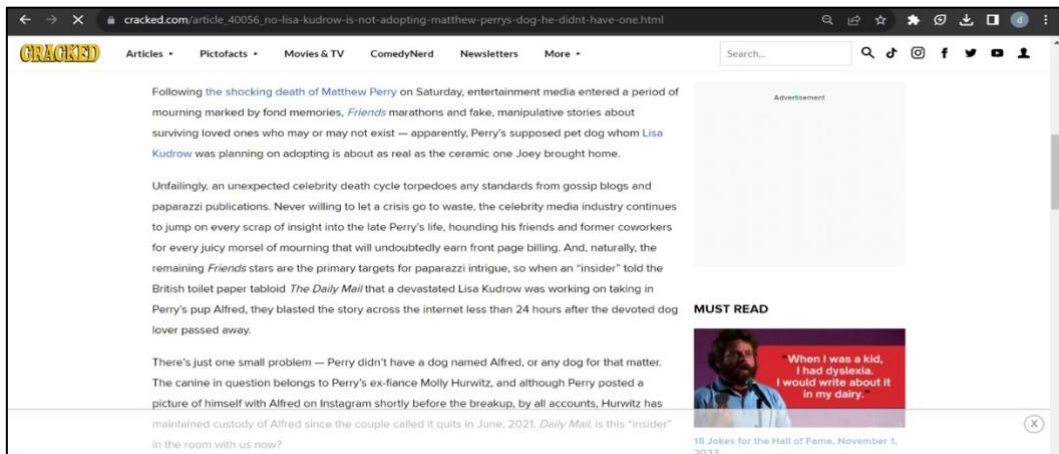 cracked.com/article_40056_no-lisa-kudrow-is-not-adopting-matthew-perrys-dog-he-didnt-have-one.html
d
CRACKED
Articles
Pictofacts
Movies & TV
ComedyNerd
Newsletters
More
Search...
Following the shocking death of Matthew Perry on Saturday, entertainment media entered a period of
mourning marked by fond memories, Friends marathons and fake, manipulative stories about
surviving loved ones who may or may not exist — apparently, Perry's supposed pet dog whom Lisa
Kudrow was planning on adopting is about as real as the ceramic one Joey brought home.
Unfailingly, an unexpected celebrity death cycle torpedoes any standards from gossip blogs and
paparazzi publications. Never willing to let a crisis go to waste, the celebrity media industry continues
to jump on every scrap of insight into the late Perry's life, hounding his friends and former coworkers
for every juicy morsel of mourning that will undoubtedly earn front page billing. And, naturally, the
remaining Friends stars are the primary targets for paparazzi intrigue, so when an "insider" told the
British toilet paper tabloid The Daily Mail that a devastated Lisa Kudrow was working on taking in
Perry's pup Alfred, they blasted the story across the internet less than 24 hours after the devoted dog
lover passed away.
There's just one small problem — Perry didn't have a dog named Alfred, or any dog for that matter.
The canine in question belongs to Perry's ex-fiance Molly Hurwitz, and although Perry posted a
picture of himself with Alfred on Instagram shortly before the breakup, by all accounts, Hurwitz has
maintained custody of Alfred since the couple called it quits in June, 2021. Daily Mail, is this "insider"
in the room with us now?
Advertisement
MUST READ
"When I was a kid,
I had dyslexia.
I would write about it
in my dairy."
18 Jokes for the Hall of Fame, November 1,
2023
X